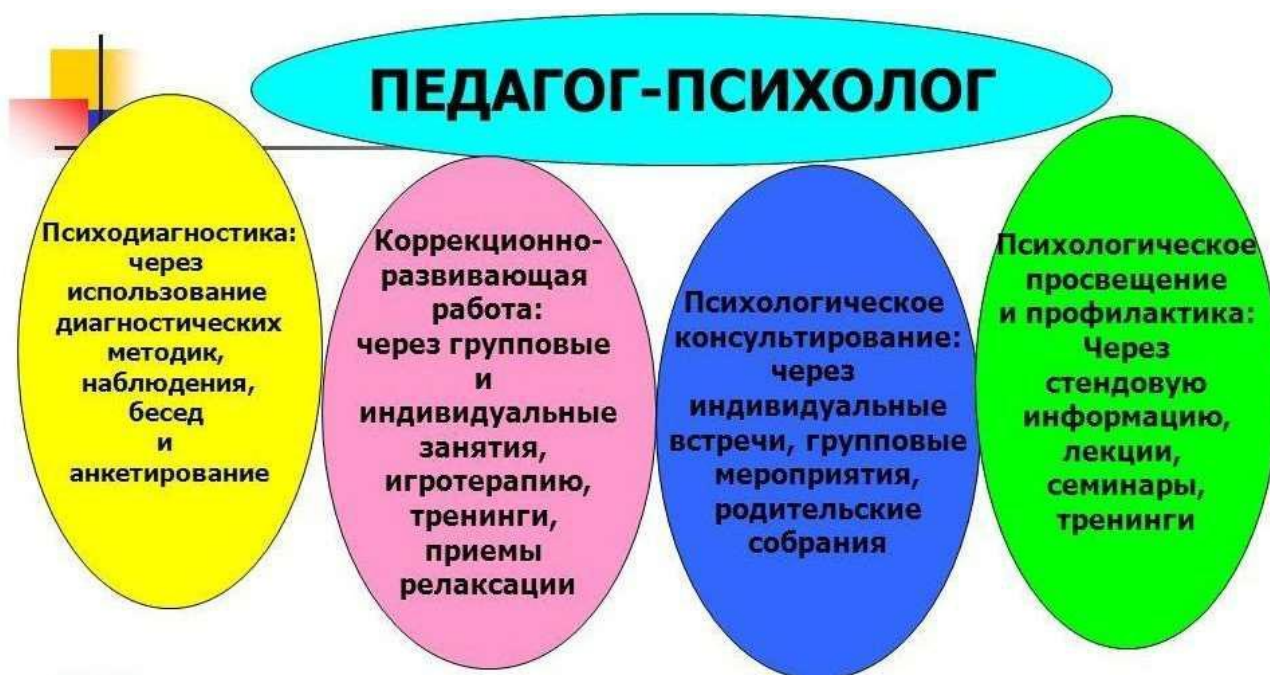 ПЕДАГОГ-ПСИХОЛОГ
Психодиагностика:
через
использование
диагностических
методик,
наблюдения,
бесед
и
анкетирование
Коррекционно-
развивающая
работа:
через групповые
и
индивидуальные
занятия,
игротерапию,
тренинги,
приемы
релаксации
Психологическое
консультирование:
через
индивидуальные
встречи, групповые
мероприятия,
родительские
собрания
Психологическое
просвещение
и профилактика:
Через
стендовую
информацию,
лекции,
семинары,
тренинги